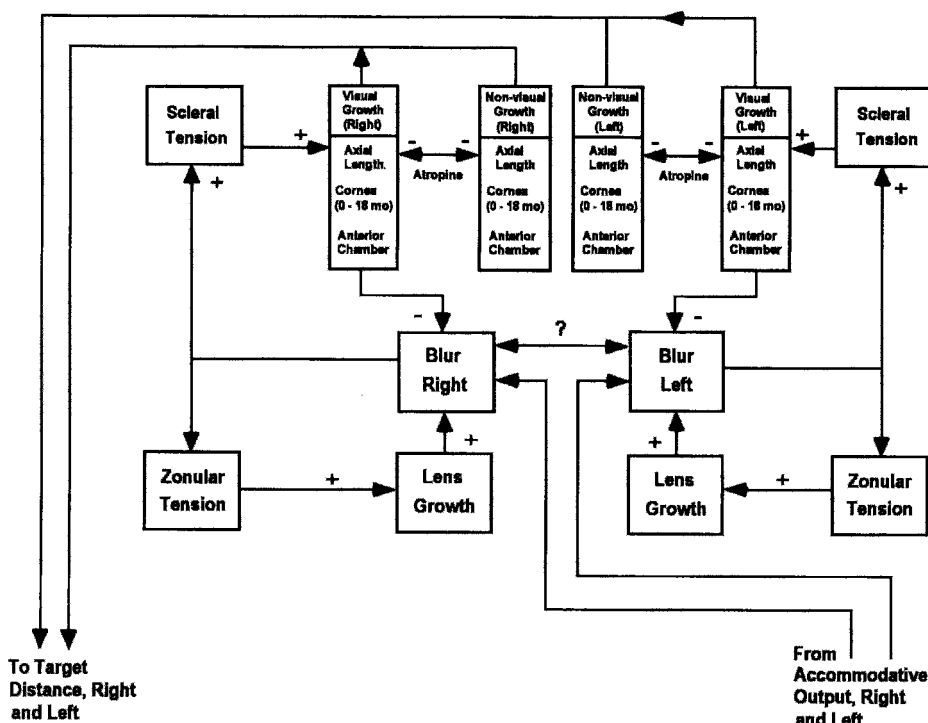 Scleral
Tension
+
+
Visual
Growth
(Right)
Axial
Length.
Cornea
(0 - 18 mo)
Anterior
Chamber
-
-
Atropine
Non-visual
Growth
(Right)
Axial
Length
Cornea
(0 - 18 mo)
Anterior
Chamber
Non-visual
Growth
(Left)
Axial
Length
Cornea
(0 - 18 mo)
Anterior
Chamber
-
-
Atropine
Visual
Growth
(Left)
Axial
Length
Cornea
(0 - 18 mo)
Anterior
Chamber
+
Scleral
Tension
+
-
Blur
Right
?
-
Blur
Left
+
+
Zonular
Tension
+
Lens
Growth
Lens
Growth
+
Zonular
Tension
To Target
Distance, Right
and Left
From
Accommodative
Output, Right
and Left